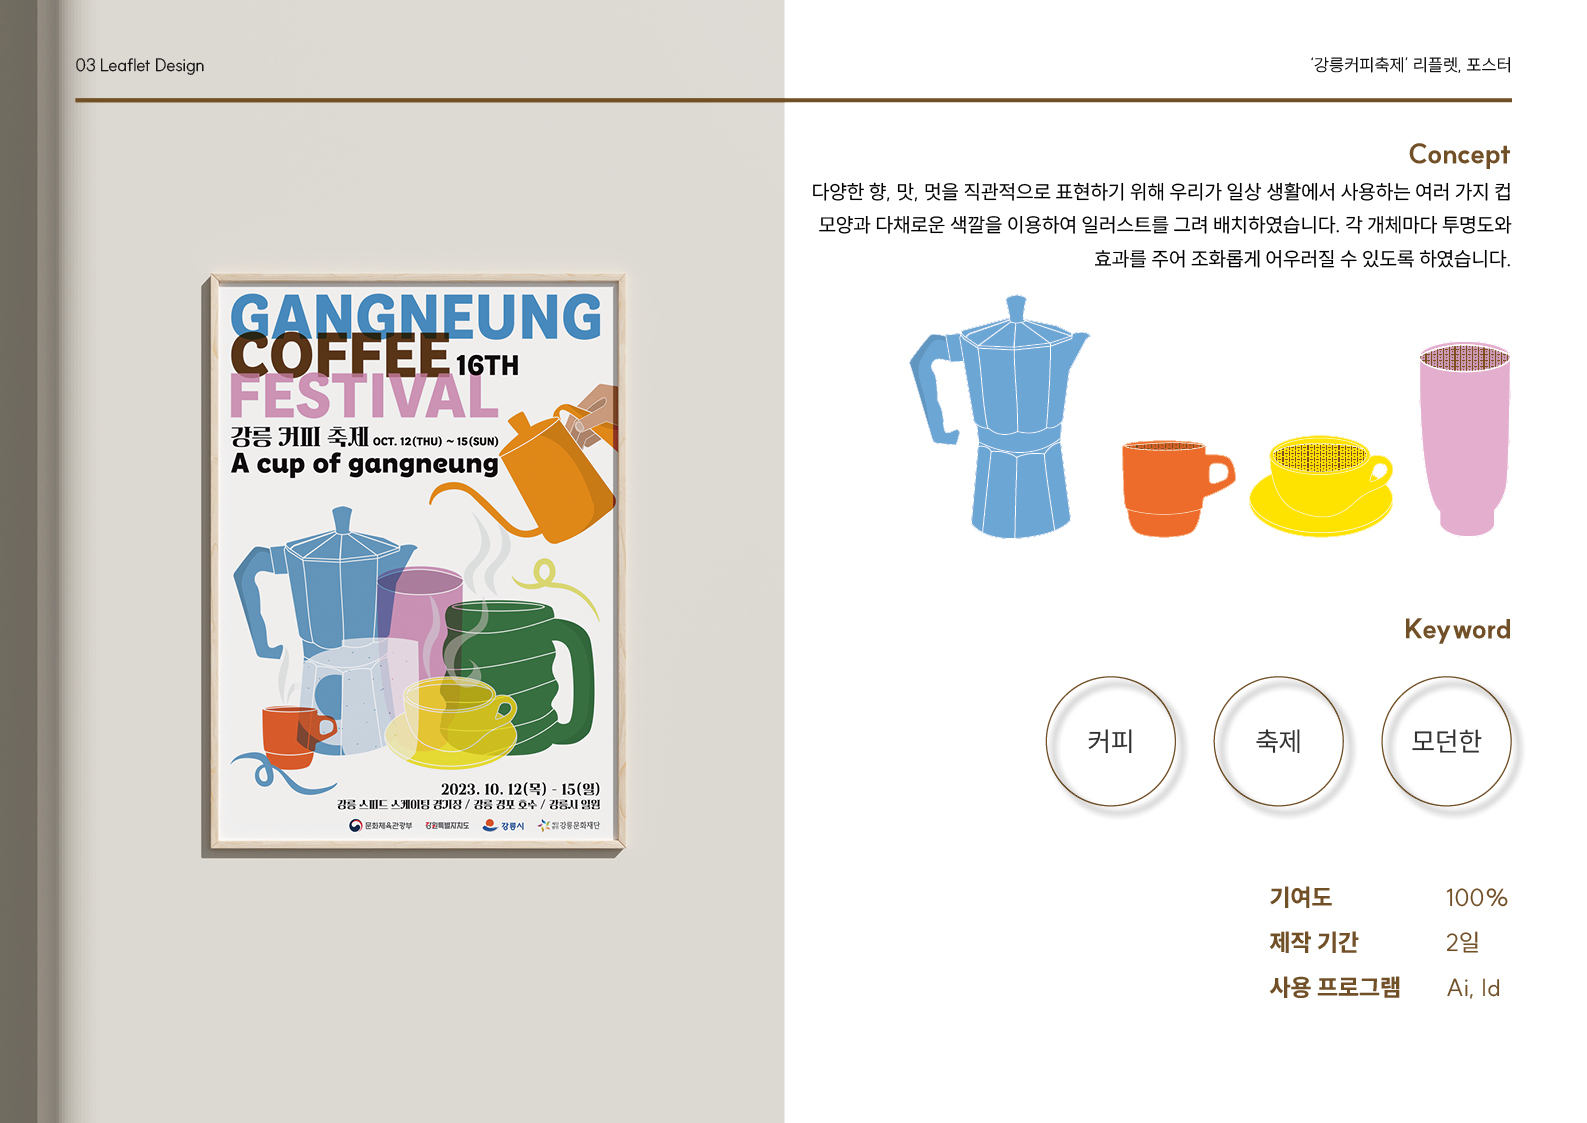 03 Leaflet Design
'강릉커피축제' 리플렛, 포스터
GANGNEUNG
COFFEE 16TH
FESTIVAL
강릉 커피 축제 OCT. 12(THU) ~ 15(SUN)
A cup of gangneung
2023. 10. 12(목) - 15(일)
강릉 스피드 스케이팅 경기장 / 강릉 경포 호수 / 강릉시 일원
문화체육관광부 강원특별자치도 강릉시 강릉문화재단
Concept
다양한 향, 맛, 멋을 직관적으로 표현하기 위해 우리가 일상 생활에서 사용하는 여러 가지 컵
모양과 다채로운 색깔을 이용하여 일러스트를 그려 배치하였습니다. 각 개체마다 투명도와
효과를 주어 조화롭게 어우러질 수 있도록 하였습니다.
Keyword
커피 축제 모던한
기여도 100%
제작 기간 2일
사용 프로그램 Ai, Id